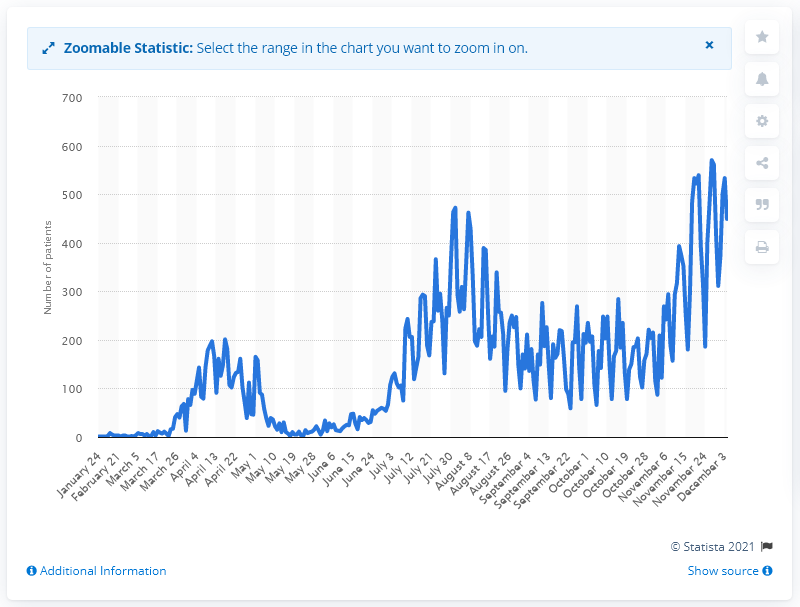 Zoomable Statistic: Select the range in the chart you want to zoom in on.
×
700
600
500
400
300
200
100
0
Number of patients
January 24
February 21
March 5
March 17
March 26
April 4
April 13
April 22
May 1
May 10
May 19
May 28
June 6
June 15
June 24
July 3
July 12
July 21
July 30
August 8
August 17
August 26
September 4
September 13
September 22
October 1
October 10
October 19
October 28
November 6
November 15
November 24
December 3
© Statista 2021
Additional Information
Show source